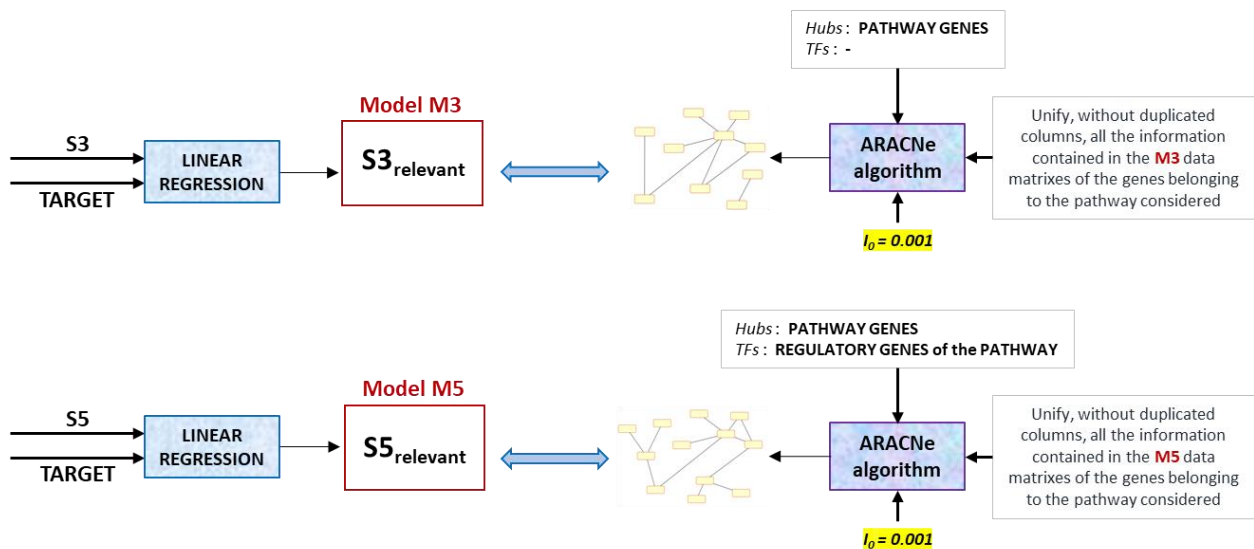 Hubs : PATHWAY GENES
TFs : -
Model M3
S3
TARGET
LINEAR
REGRESSION
S3relevant
ARACNe
algorithm
Unify, without duplicated
columns, all the information
contained in the M3 data
matrixes of the genes belonging
to the pathway considered
I0 = 0.001
Hubs : PATHWAY GENES
TFs : REGULATORY GENES of the PATHWAY
Model M5
S5
TARGET
LINEAR
REGRESSION
S5relevant
ARACNe
algorithm
Unify, without duplicated
columns, all the information
contained in the M5 data
matrixes of the genes belonging
to the pathway considered
I0 = 0.001